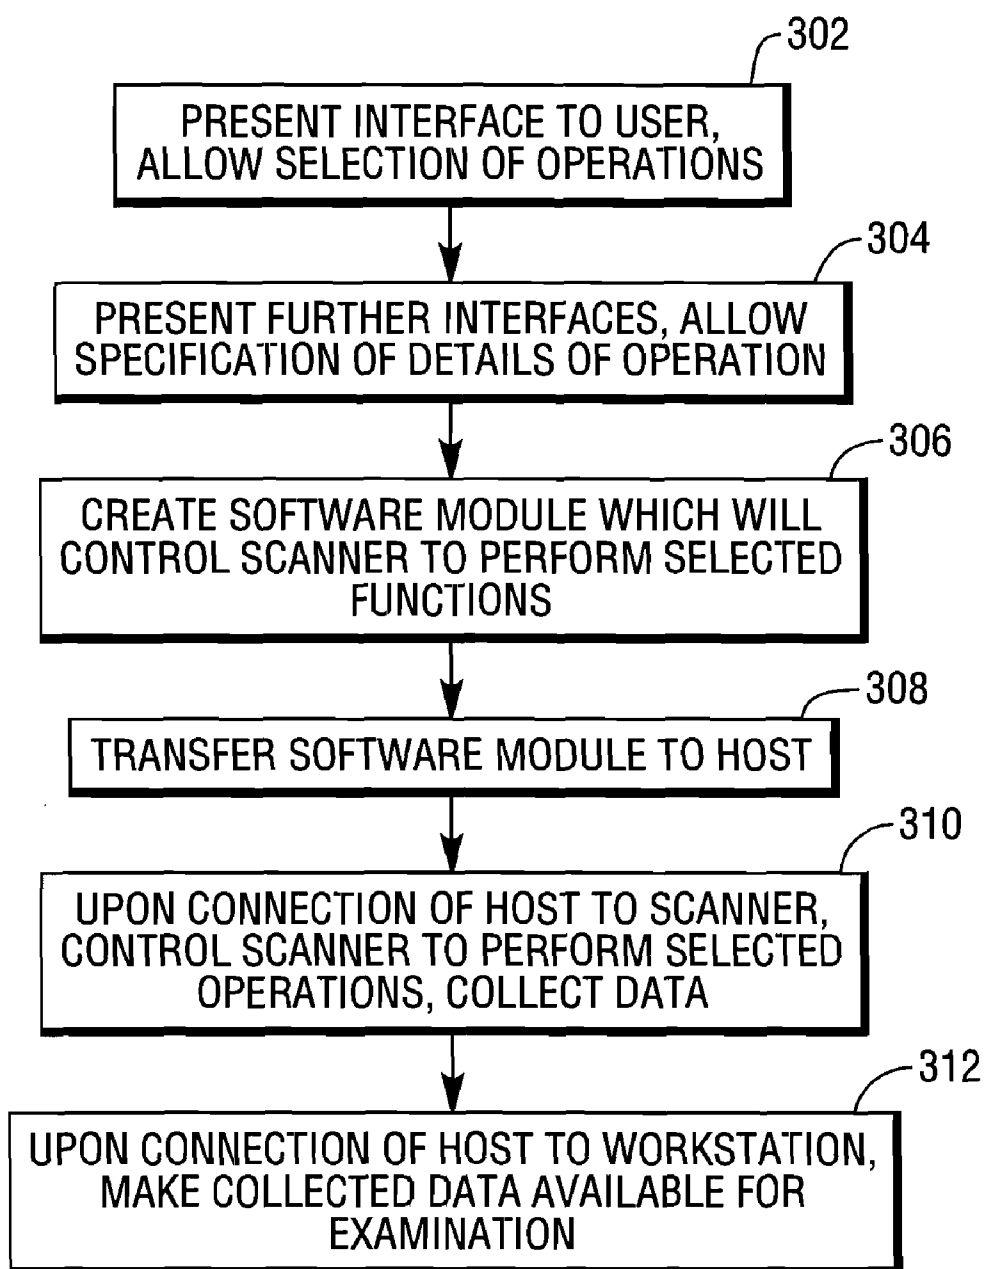 302
PRESENT INTERFACE TO USER,
ALLOW SELECTION OF OPERATIONS
304
PRESENT FURTHER INTERFACES, ALLOW
SPECIFICATION OF DETAILS OF OPERATION
306
CREATE SOFTWARE MODULE WHICH WILL
CONTROL SCANNER TO PERFORM SELECTED
FUNCTIONS
308
TRANSFER SOFTWARE MODULE TO HOST
310
UPON CONNECTION OF HOST TO SCANNER,
CONTROL SCANNER TO PERFORM SELECTED
OPERATIONS, COLLECT DATA
312
UPON CONNECTION OF HOST TO WORKSTATION,
MAKE COLLECTED DATA AVAILABLE FOR
EXAMINATION